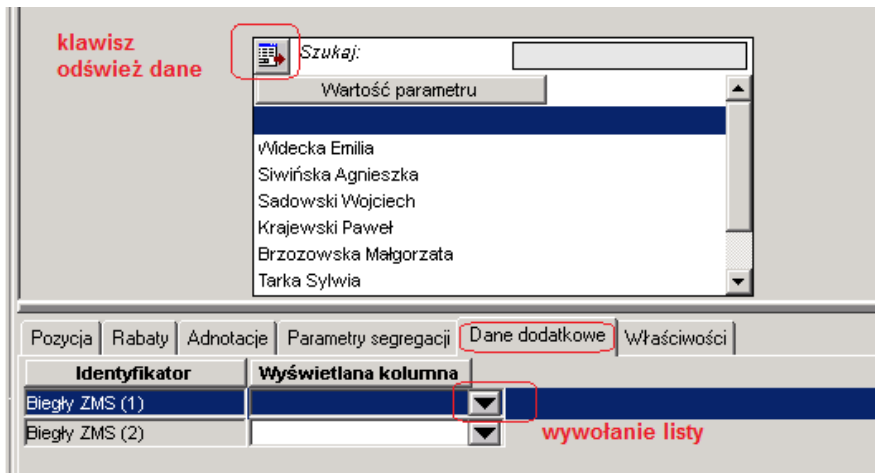 klawisz
odśwież dane
Szukaj:
Wartość parametru
Widecka Emilia
Siwińska Agnieszka
Sadowski Wojciech
Krajewski Paweł
Brzozowska Małgorzata
Tarka Sylwia
Pozycja Rabaty Adnotacje Parametry segregacji Dane dodatkowe Właściwości
Identyfikator Wyświetlana kolumna
Biegły ZMS (1)
Biegły ZMS (2)
wywołanie listy